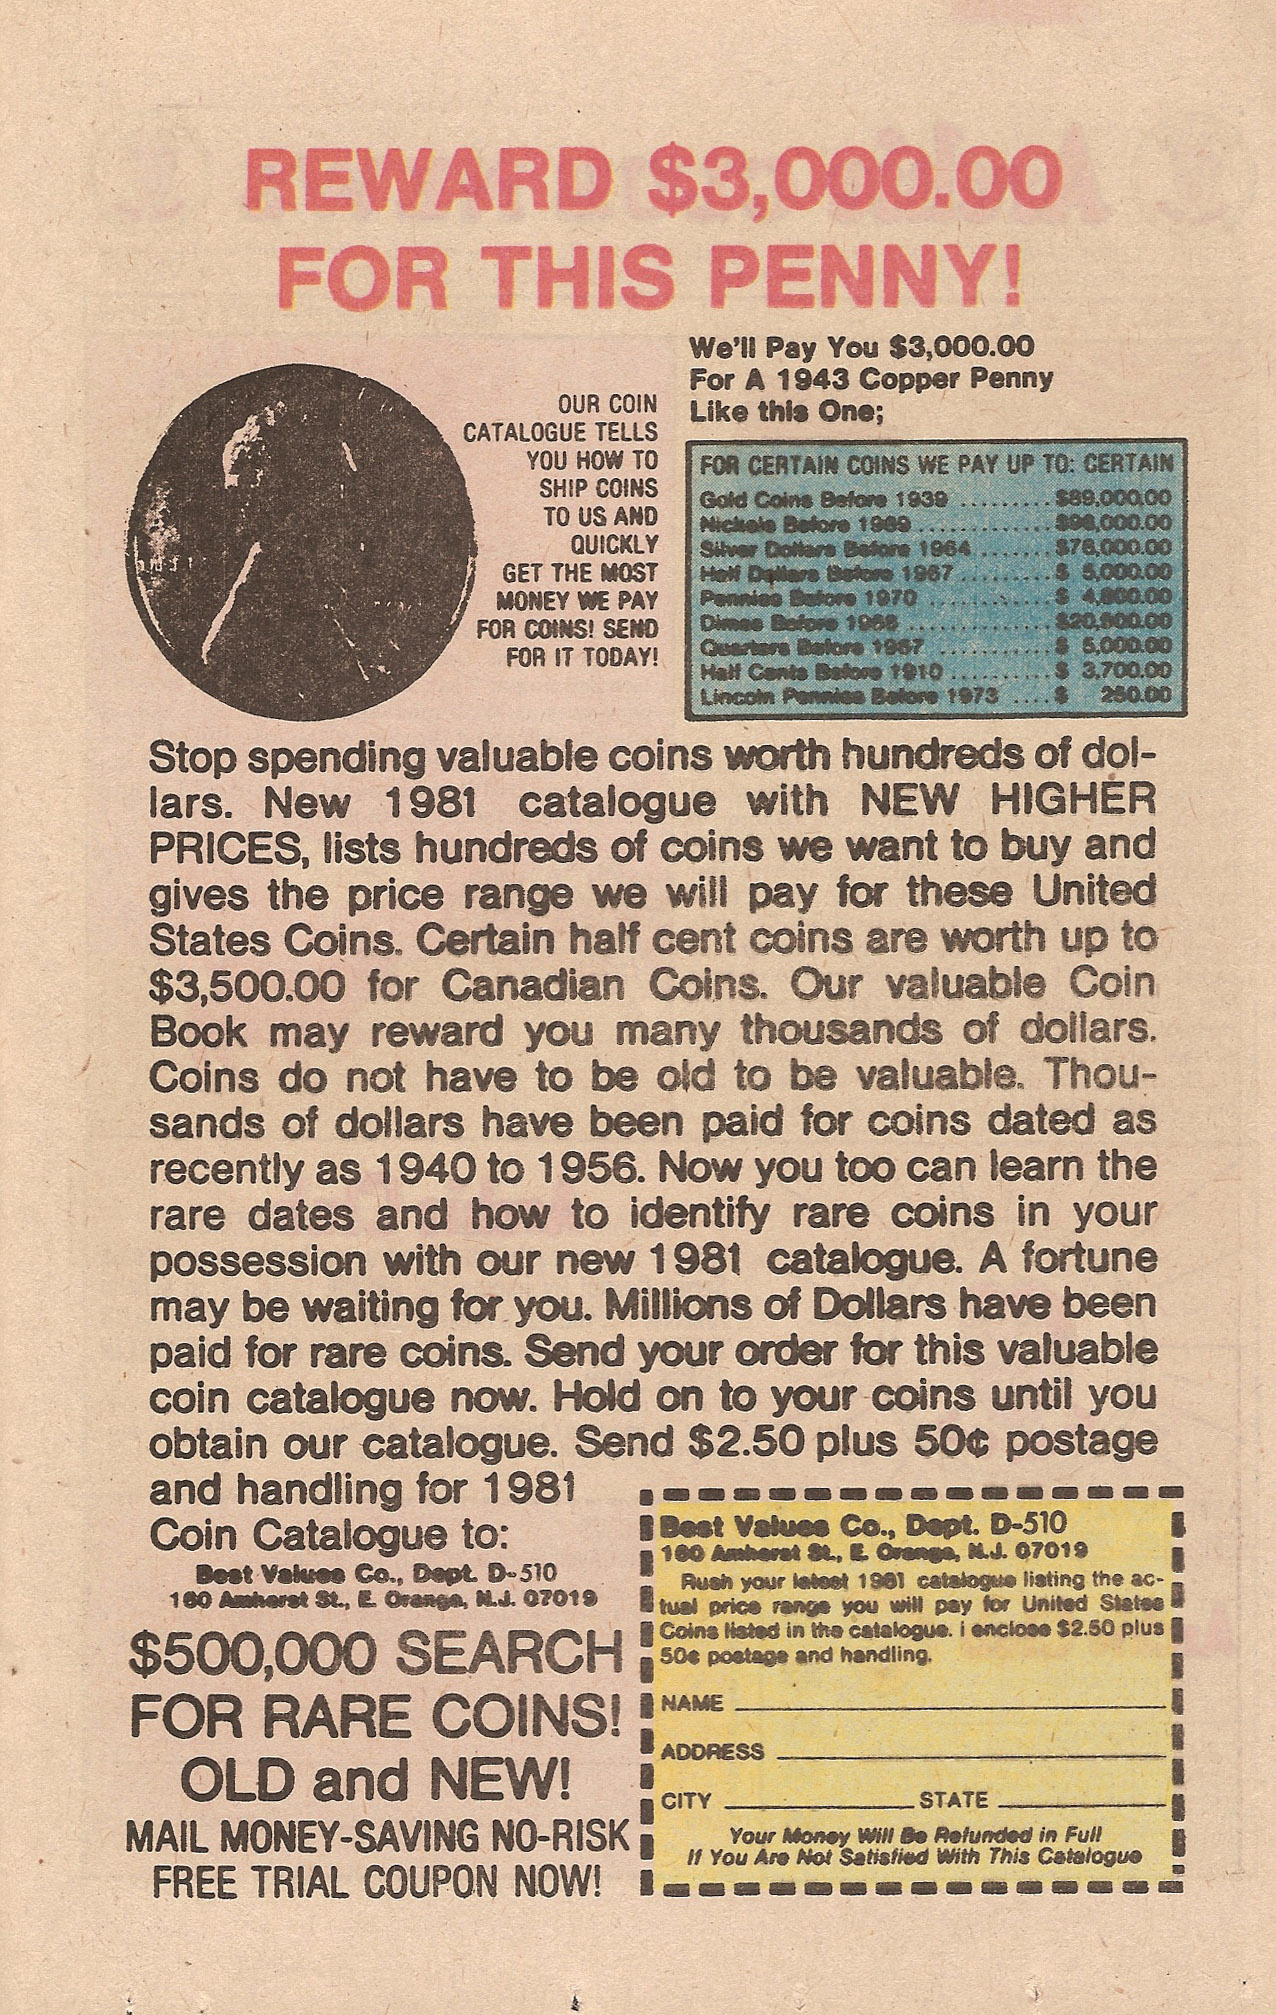 REWARD $3,000.00
FOR THIS PENNY!
We'll Pay You $3,000.00
For A 1943 Copper Penny
Like this One;
OUR COIN
CATALOGUE TELLS
YOU HOW TO
SHIP COINS
TO US AND
QUICKLY
GET THE MOST
MONEY WE PAY
FOR COINS! SEND
FOR IT TODAY!
FOR CERTAIN COINS WE PAY UP TO: CERTAIN
Gold Coins Before 1939 .......... $89,000.00
Nickels Before 1969 ............... $98,000.00
Silver Dollars Before 1964 ....... $76,000.00
Half Dollars Before 1967 ......... $ 5,000.00
Pennies Before 1970 ............. $ 4,800.00
Dimes Before 1968 ............... $20,500.00
Quarters Before 1967 ............ $ 5,000.00
Half Cents Before 1910 ........... $ 3,700.00
Lincoln Pennies Before 1973 .... $ 250.00
Stop spending valuable coins worth hundreds of dol-
lars. New 1981 catalogue with NEW HIGHER
PRICES, lists hundreds of coins we want to buy and
gives the price range we will pay for these United
States Coins. Certain half cent coins are worth up to
$3,500.00 for Canadian Coins. Our valuable Coin
Book may reward you many thousands of dollars.
Coins do not have to be old to be valuable. Thou-
sands of dollars have been paid for coins dated as
recently as 1940 to 1956. Now you too can learn the
rare dates and how to identify rare coins in your
possession with our new 1981 catalogue. A fortune
may be waiting for you. Millions of Dollars have been
paid for rare coins. Send your order for this valuable
coin catalogue now. Hold on to your coins until you
obtain our catalogue. Send $2.50 plus 50¢ postage
and handling for 1981
Coin Catalogue to:
Best Values Co., Dept. D-510
180 Amherst St., E. Orange, N.J. 07019
$500,000 SEARCH
FOR RARE COINS!
OLD and NEW!
MAIL MONEY-SAVING NO-RISK
FREE TRIAL COUPON NOW!
Best Values Co., Dept. D-510
180 Amherst St., E. Orange, N.J. 07019
Rush your latest 1981 catalogue listing the ac-
tual price range you will pay for United States
Coins listed in the catalogue. i enclose $2.50 plus
50¢ postage and handling.
NAME
ADDRESS
CITY STATE
Your Money Will Be Refunded in Full
If You Are Not Satisfied With This Catalogue